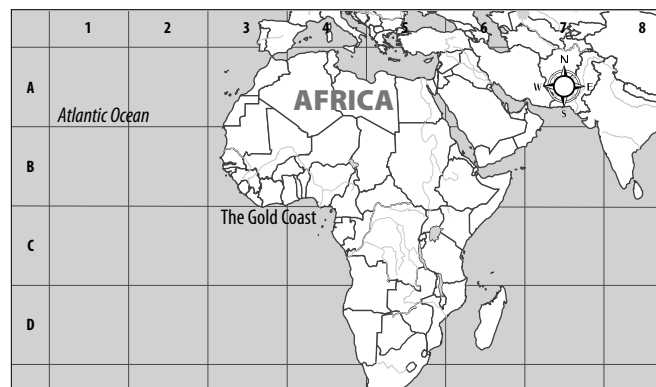 1 2 3 4 5 6 7 8
A
AFRICA
Atlantic Ocean
B
The Gold Coast
C
D
N
W E
S